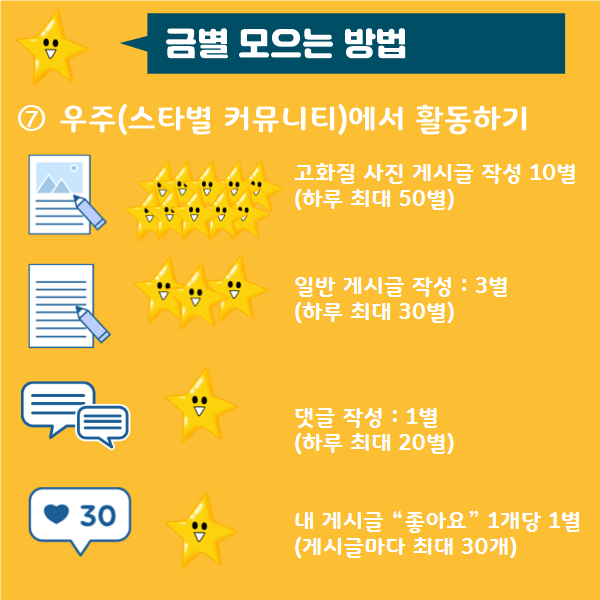 금별 모으는 방법
⑦ 우주(스타별 커뮤니티)에서 활동하기
고화질 사진 게시글 작성 10별
(하루 최대 50별)
일반 게시글 작성 : 3별
(하루 최대 30별)
댓글 작성 : 1별
(하루 최대 20별)
30
내 게시글 “좋아요” 1개당 1별
(게시글마다 최대 30개)